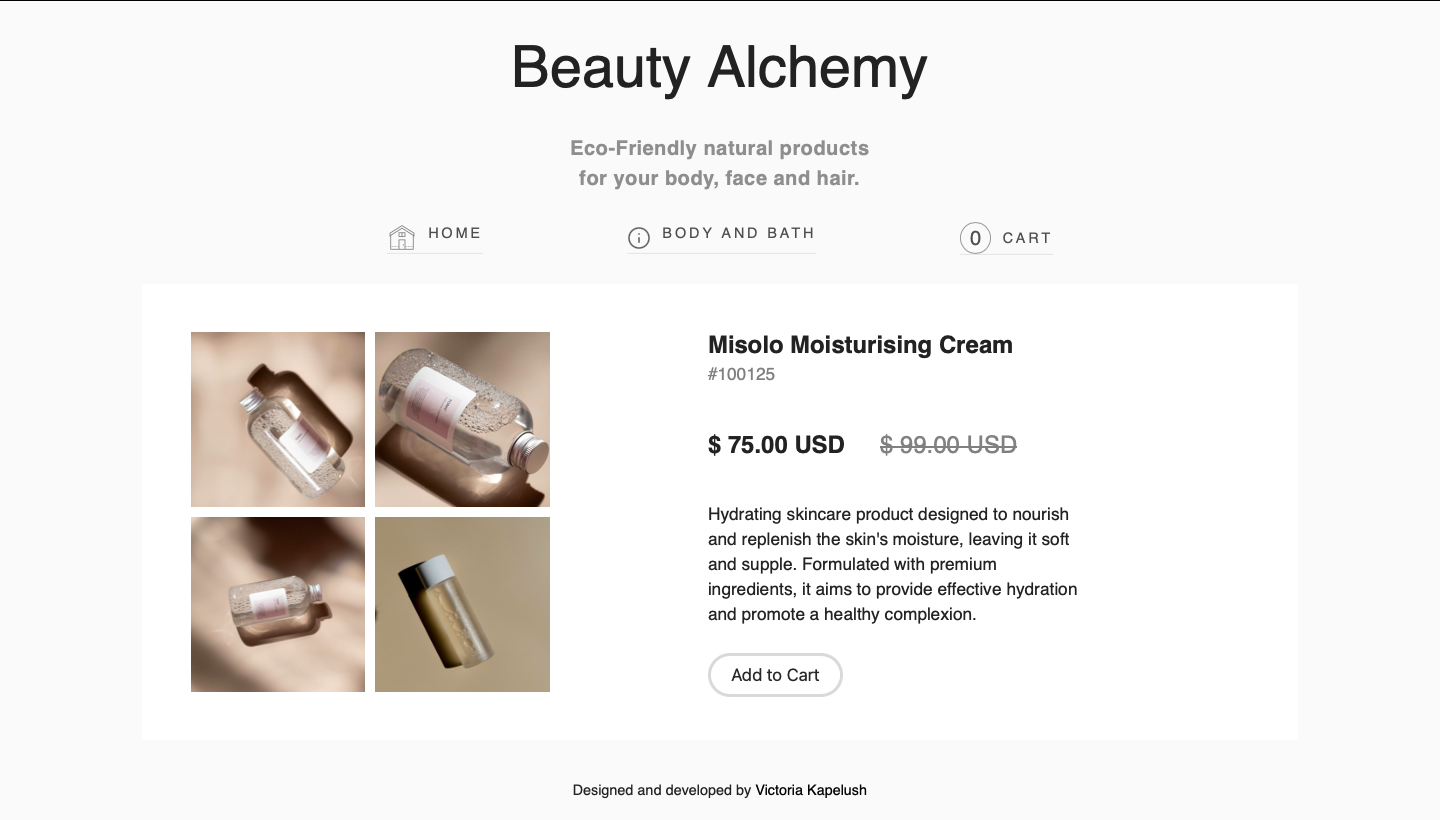 Beauty Alchemy
Eco-Friendly natural products
for your body, face and hair.
HOME
BODY AND BATH
0 CART
Misolo Moisturising Cream
#100125
$ 75.00 USD $ 99.00 USD
Hydrating skincare product designed to nourish
and replenish the skin's moisture, leaving it soft
and supple. Formulated with premium
ingredients, it aims to provide effective hydration
and promote a healthy complexion.
Add to Cart
Designed and developed by Victoria Kapelush